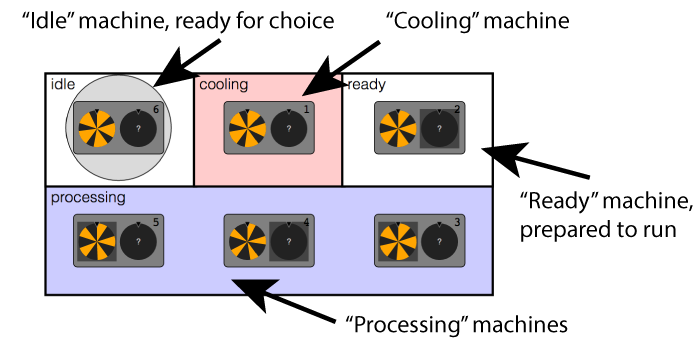 “Idle” machine, ready for choice
“Cooling” machine
idle
cooling
ready
6
?
1
?
2
?
“Ready” machine,
prepared to run
processing
5
?
4
?
3
?
“Processing” machines